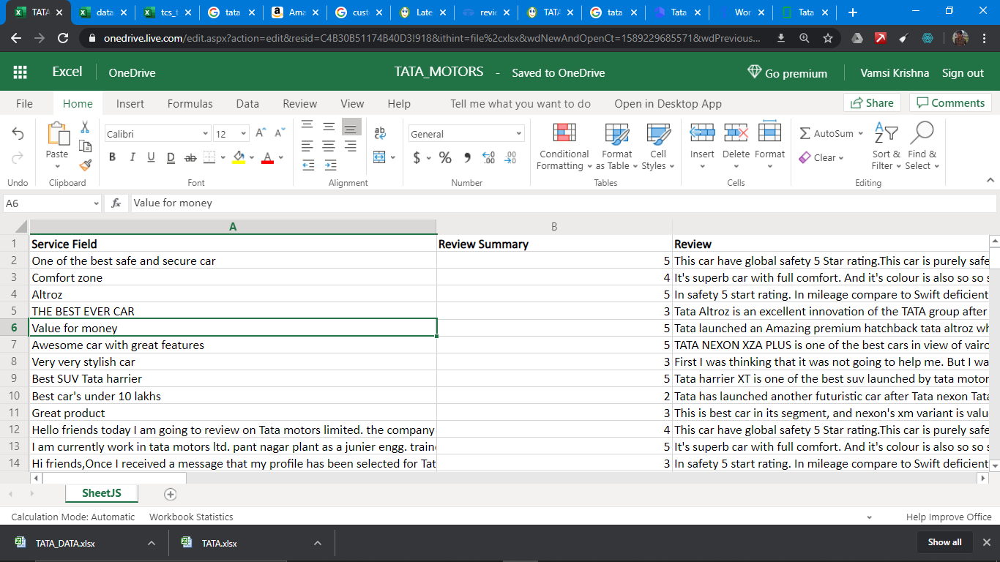 TATA
data
tcs_t
tata
Ama
cust
Late
revie
TATA
tata
Tata
Wor
Tata
onedrive.live.com/edit.aspx?action=edit&resid=C4B30B51174B40D3!918&ithint=file%2cxlsx&wdNewAndOpenCt=1589229685571&wdPrevious...
Excel OneDrive TATA_MOTORS - Saved to OneDrive Go premium Vamsi Krishna Sign out
File Home Insert Formulas Data Review View Help Tell me what you want to do Open in Desktop App Share Comments
Calibri 12 General AutoSum
Paste Conditional Formatting Format as Table Cell Styles Insert Delete Format Clear Sort & Filter Find & Select
Undo Clipboard Font Alignment Number Tables Cells Editing
A6 fx Value for money
A B
1 Service Field Review Summary Review
2 One of the best safe and secure car 5 This car have global safety 5 Star rating.This car is purely safe
3 Comfort zone 4 It's superb car with full comfort. And it's colour is also so so s
4 Altroz 5 In safety 5 start rating. In mileage compare to Swift deficient
5 THE BEST EVER CAR 3 Tata Altroz is an excellent innovation of the TATA group after
6 Value for money 5 Tata launched an Amazing premium hatchback tata altroz wh
7 Awesome car with great features 5 TATA NEXON XZA PLUS is one of the best cars in view of vairo
8 Very very stylish car 3 First I was thinking that it was not going to help me. But I wa
9 Best SUV Tata harrier 5 Tata harrier XT is one of the best suv launched by tata motor
10 Best car's under 10 lakhs 2 Tata has launched another futuristic car after Tata nexon Tata
11 Great product 3 This is best car in its segment, and nexon's xm variant is valu
12 Hello friends today I am going to review on Tata motors limited. the company 4 This car have global safety 5 Star rating.This car is purely safe
13 I am currently work in tata motors ltd. pant nagar plant as a junier engg. traine 5 It's superb car with full comfort. And it's colour is also so so s
14 Hi friends,Once I received a message that my profile has been selected for Tat 3 In safety 5 start rating. In mileage compare to Swift deficient
SheetJS
Calculation Mode: Automatic Workbook Statistics Help Improve Office
TATA_DATA.xlsx TATA.xlsx Show all